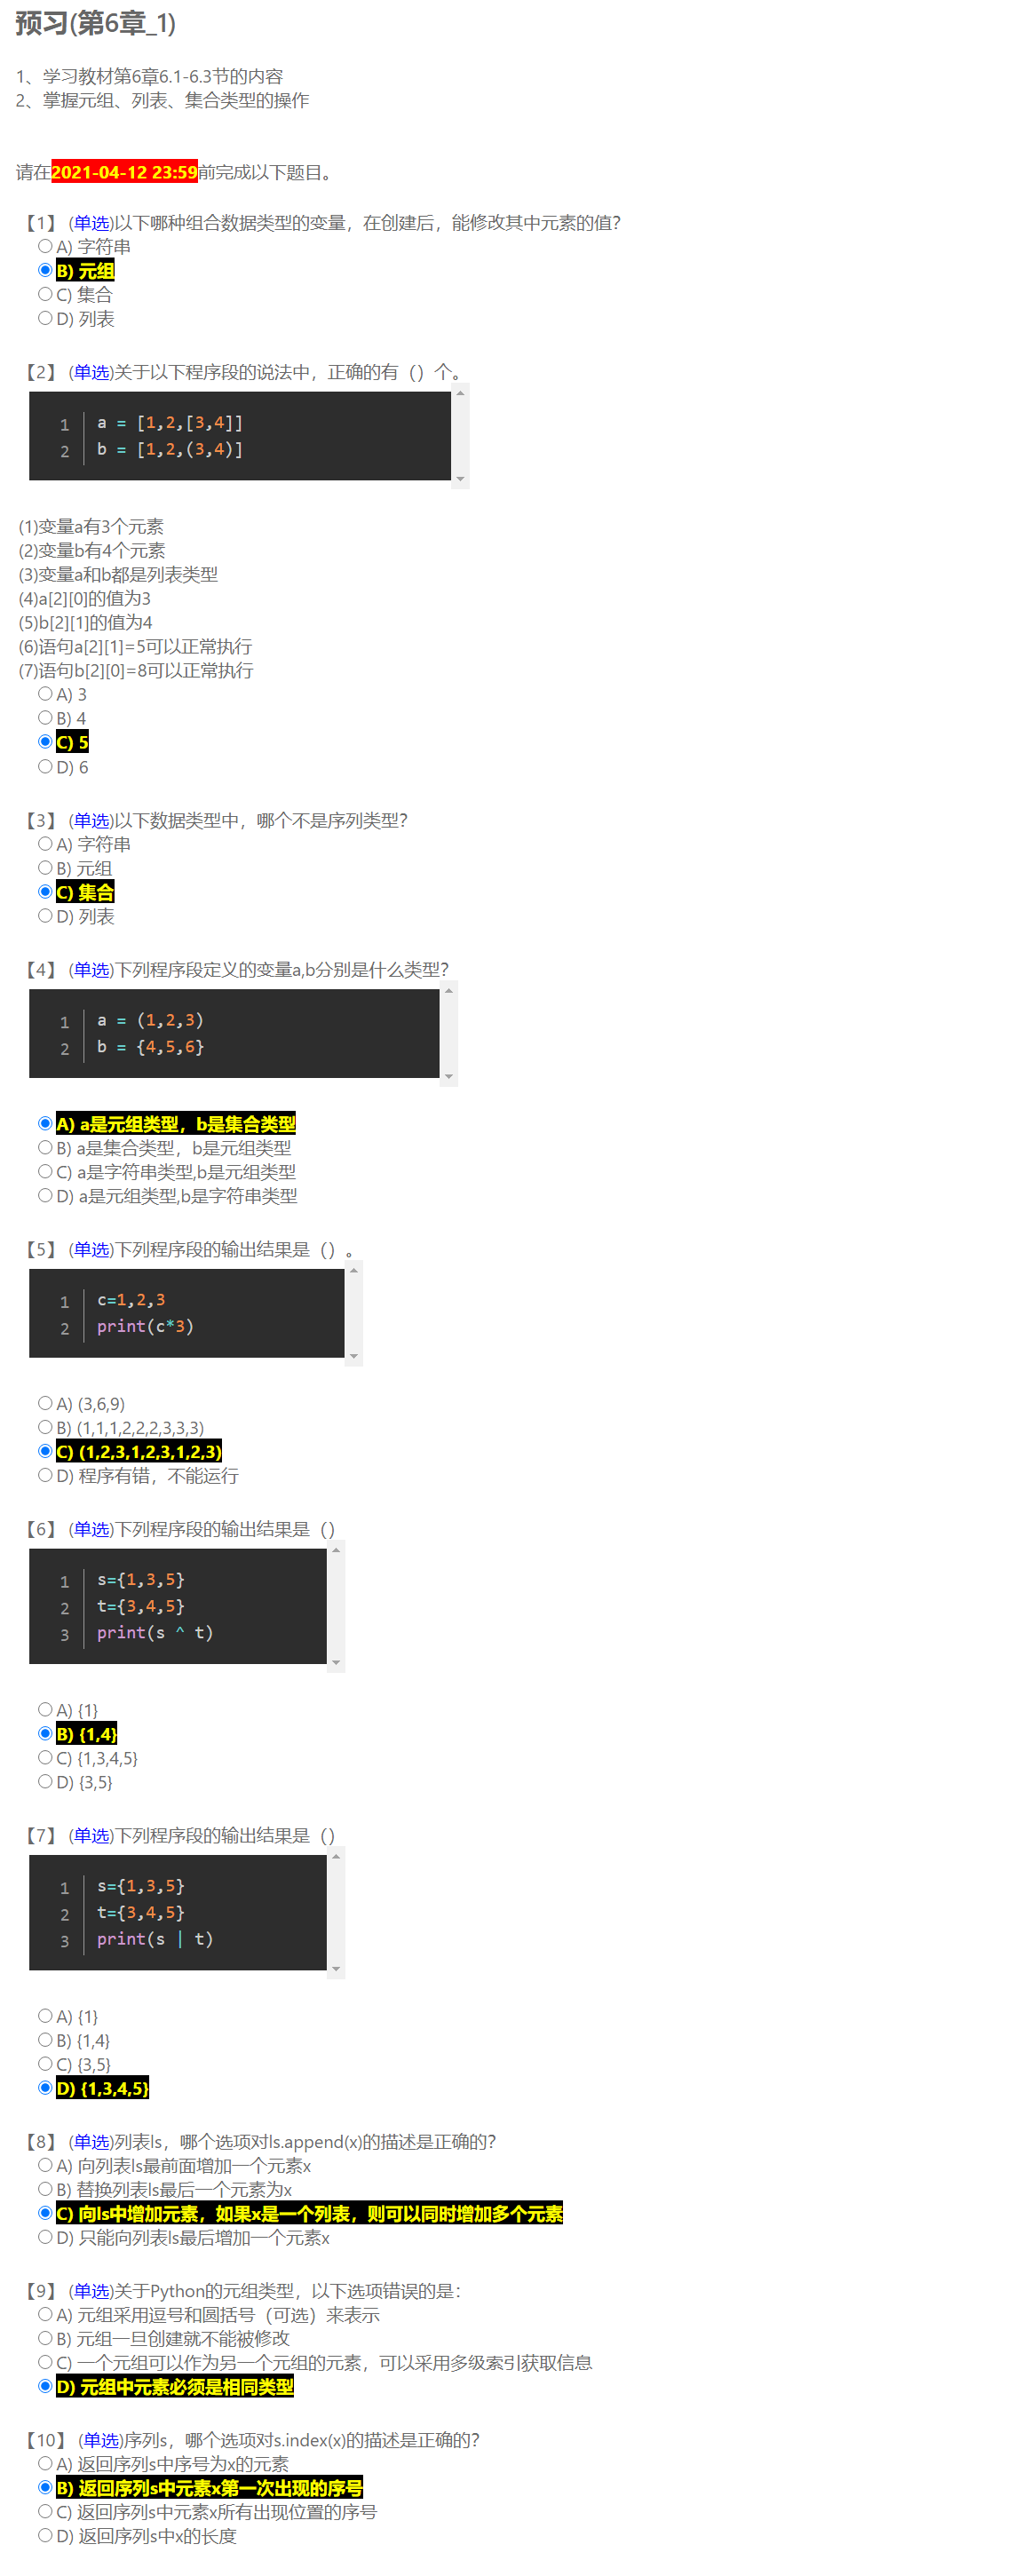 预习(第6章_1)
1、学习教材第6章6.1-6.3节的内容
2、掌握元组、列表、集合类型的操作
请在2021-04-12 23:59前完成以下题目。
【1】 (单选)以下哪种组合数据类型的变量，在创建后，能修改其中元素的值?
A) 字符串
B) 元组
C) 集合
D) 列表
【2】 (单选)关于以下程序段的说法中，正确的有（）个。
1 a = [1,2,[3,4]]
2 b = [1,2,(3,4)]
(1)变量a有3个元素
(2)变量b有4个元素
(3)变量a和b都是列表类型
(4)a[2][0]的值为3
(5)b[2][1]的值为4
(6)语句a[2][1]=5可以正常执行
(7)语句b[2][0]=8可以正常执行
A) 3
B) 4
C) 5
D) 6
【3】 (单选)以下数据类型中，哪个不是序列类型?
A) 字符串
B) 元组
C) 集合
D) 列表
【4】 (单选)下列程序段定义的变量a,b分别是什么类型?
1 a = (1,2,3)
2 b = {4,5,6}
A) a是元组类型，b是集合类型
B) a是集合类型，b是元组类型
C) a是字符串类型,b是元组类型
D) a是元组类型,b是字符串类型
【5】 (单选)下列程序段的输出结果是（）。
1 c=1,2,3
2 print(c*3)
A) (3,6,9)
B) (1,1,1,2,2,2,3,3,3)
C) (1,2,3,1,2,3,1,2,3)
D) 程序有错，不能运行
【6】 (单选)下列程序段的输出结果是（）
1 s={1,3,5}
2 t={3,4,5}
3 print(s ^ t)
A) {1}
B) {1,4}
C) {1,3,4,5}
D) {3,5}
【7】 (单选)下列程序段的输出结果是（）
1 s={1,3,5}
2 t={3,4,5}
3 print(s | t)
A) {1}
B) {1,4}
C) {3,5}
D) {1,3,4,5}
【8】 (单选)列表ls，哪个选项对ls.append(x)的描述是正确的?
A) 向列表ls最前面增加一个元素x
B) 替换列表ls最后一个元素为x
C) 向ls中增加元素，如果x是一个列表，则可以同时增加多个元素
D) 只能向列表ls最后增加一个元素x
【9】 (单选)关于Python的元组类型，以下选项错误的是：
A) 元组采用逗号和圆括号（可选）来表示
B) 元组一旦创建就不能被修改
C) 一个元组可以作为另一个元组的元素，可以采用多级索引获取信息
D) 元组中元素必须是相同类型
【10】 (单选)序列s，哪个选项对s.index(x)的描述是正确的?
A) 返回序列s中序号为x的元素
B) 返回序列s中元素x第一次出现的序号
C) 返回序列s中元素x所有出现位置的序号
D) 返回序列s中x的长度